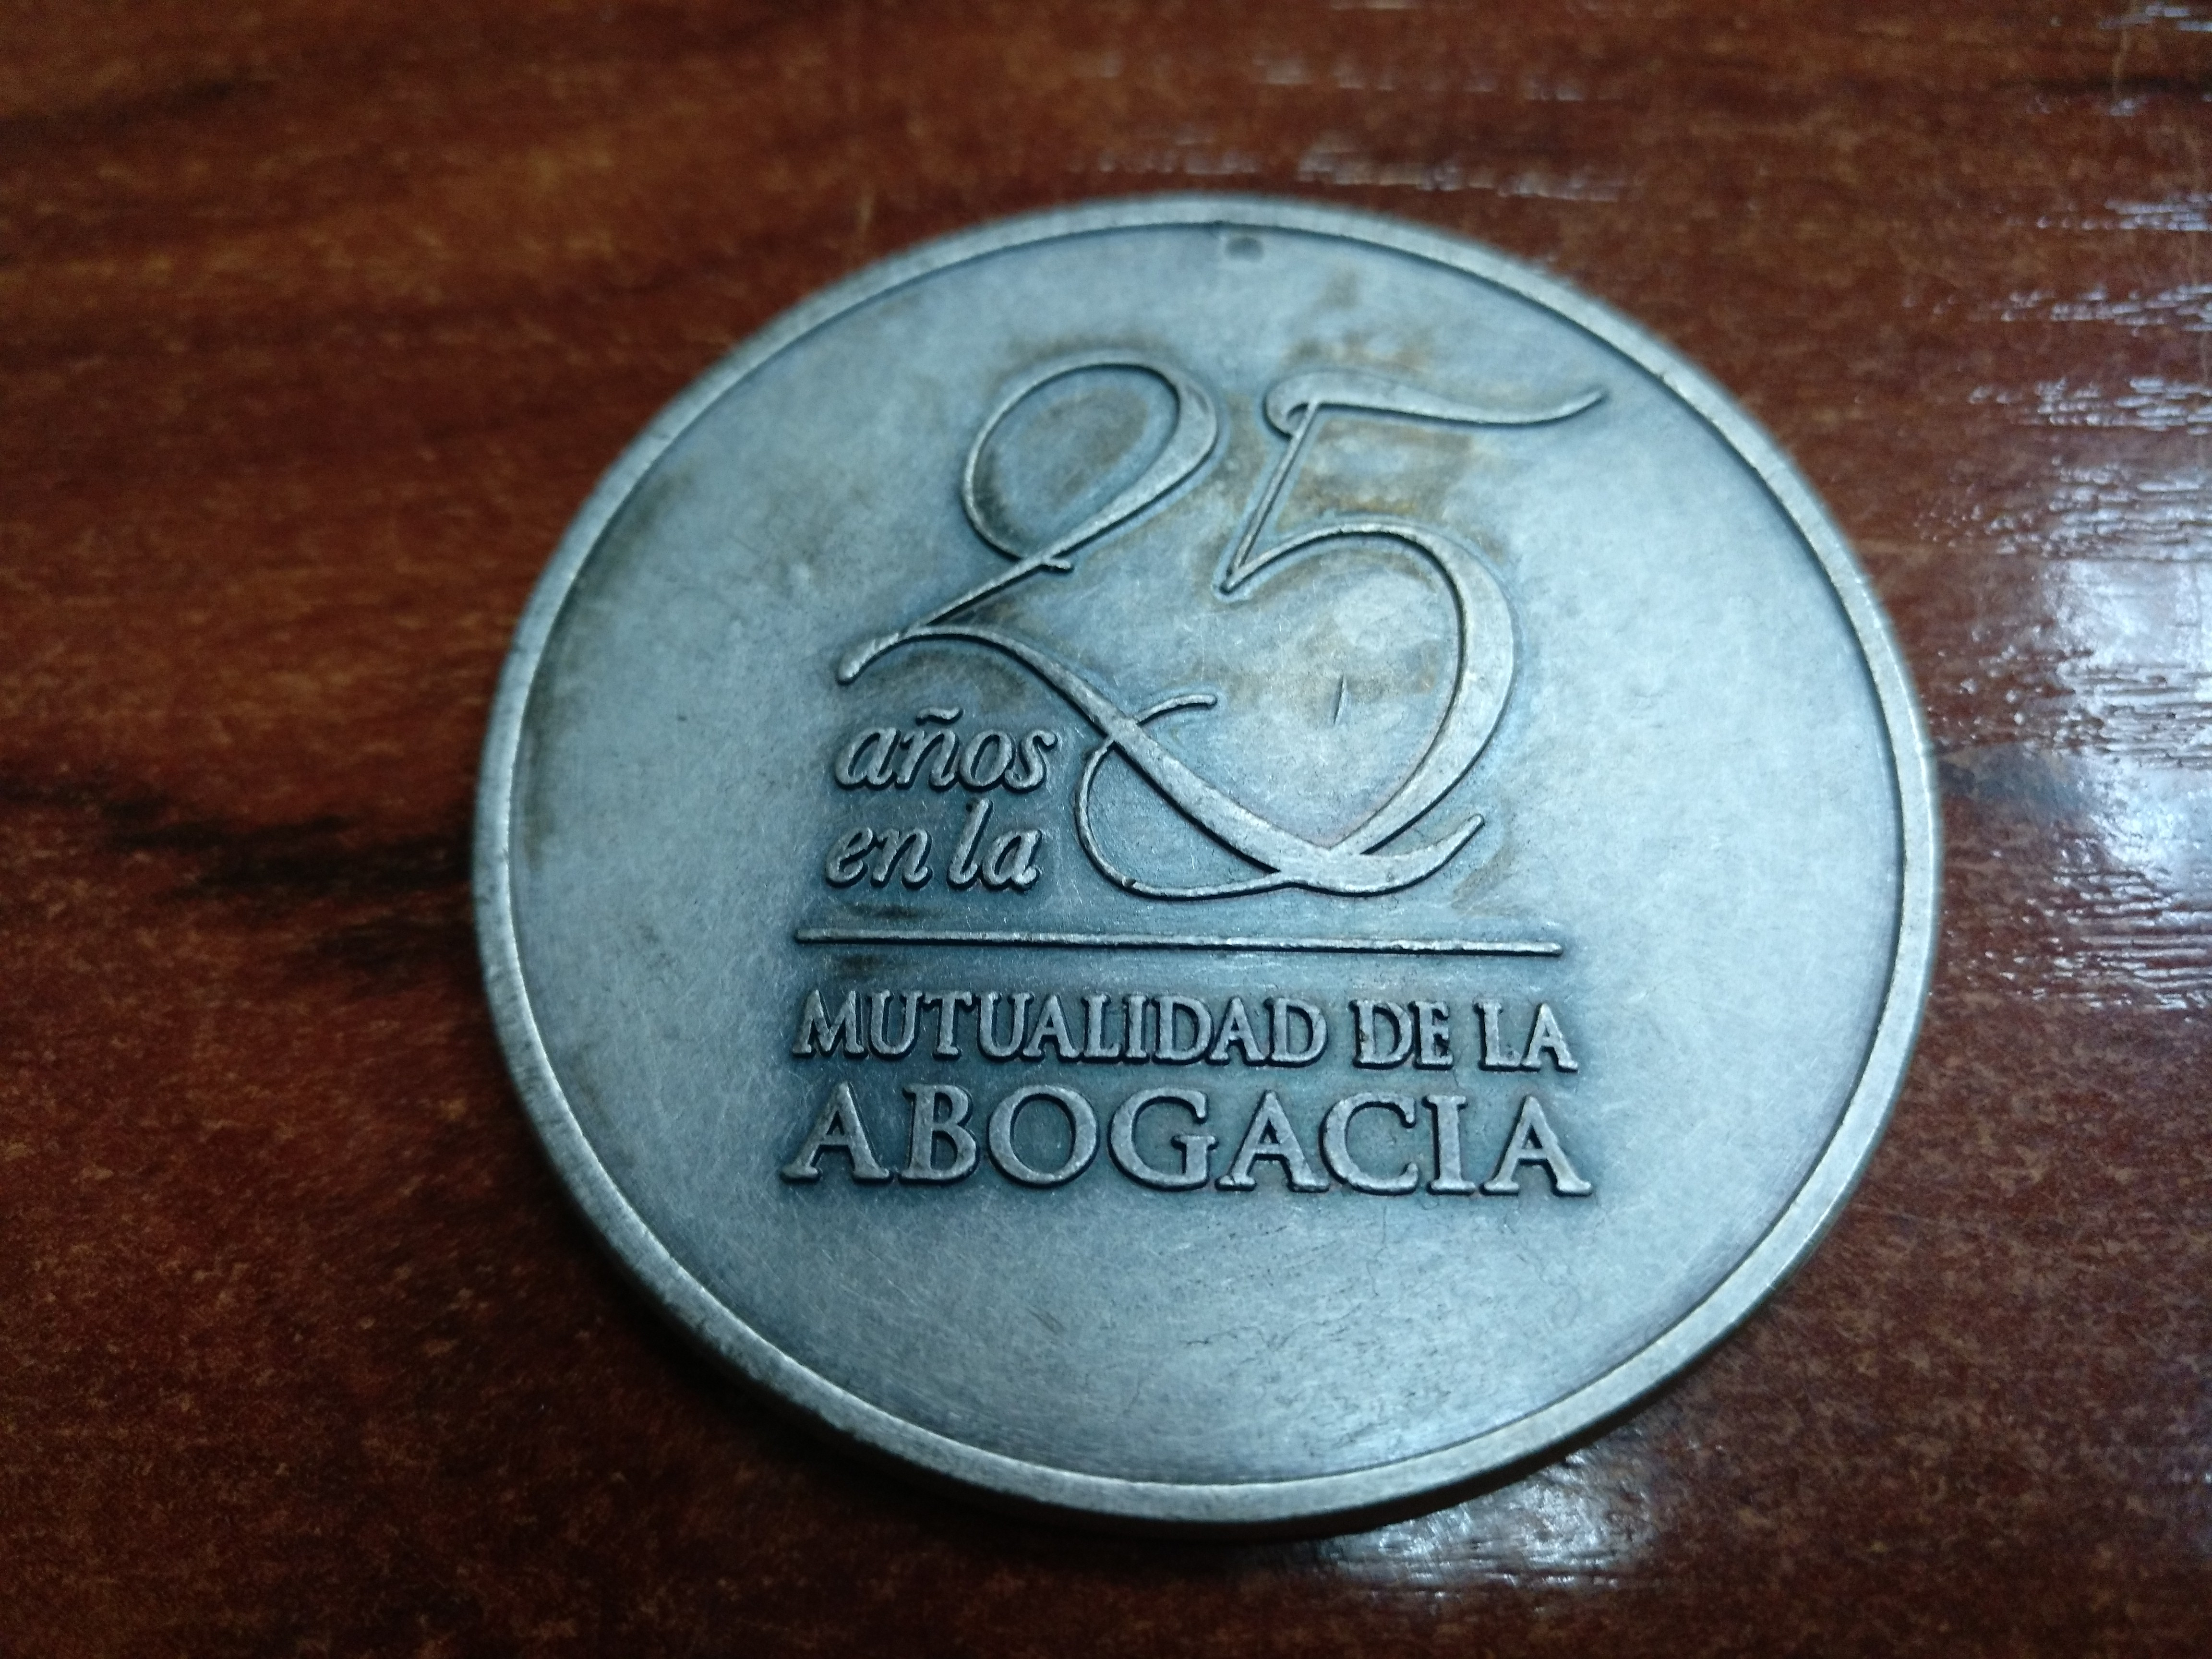 25
años
en la
MUTUALIDAD DE LA
ABOGACIA